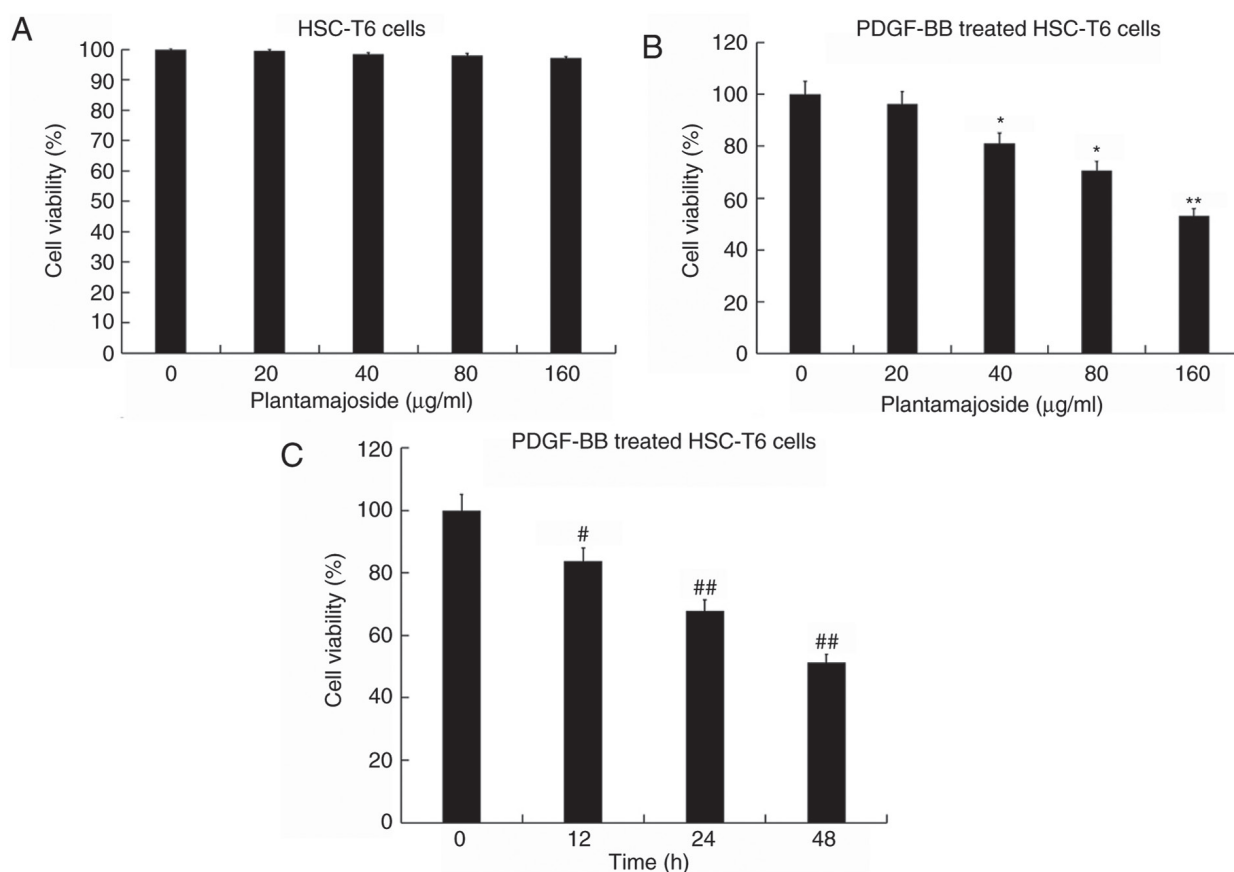 A
HSC-T6 cells
100
90
80
70
60
50
40
30
20
10
0
Cell viability (%)
0 20 40 80 160
Plantamajoside (μg/ml)
B
PDGF-BB treated HSC-T6 cells
120
100
80
60
40
20
0
Cell viability (%)
*
*
**
0 20 40 80 160
Plantamajoside (μg/ml)
C
PDGF-BB treated HSC-T6 cells
120
100
80
60
40
20
0
Cell viability (%)
#
##
##
0 12 24 48
Time (h)